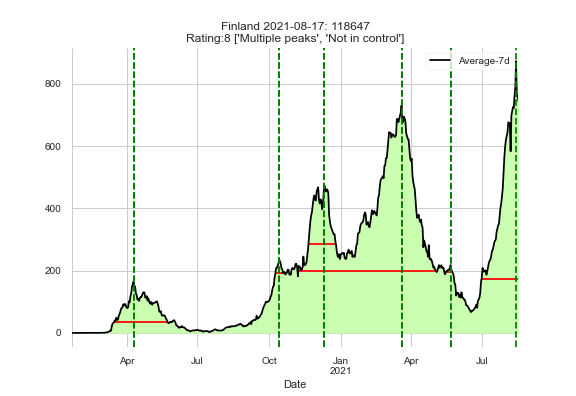 Finland 2021-08-17: 118647
Rating:8 ['Multiple peaks', 'Not in control']
Average-7d
800
600
400
200
0
Apr Jul Oct Jan Apr Jul
2021
Date